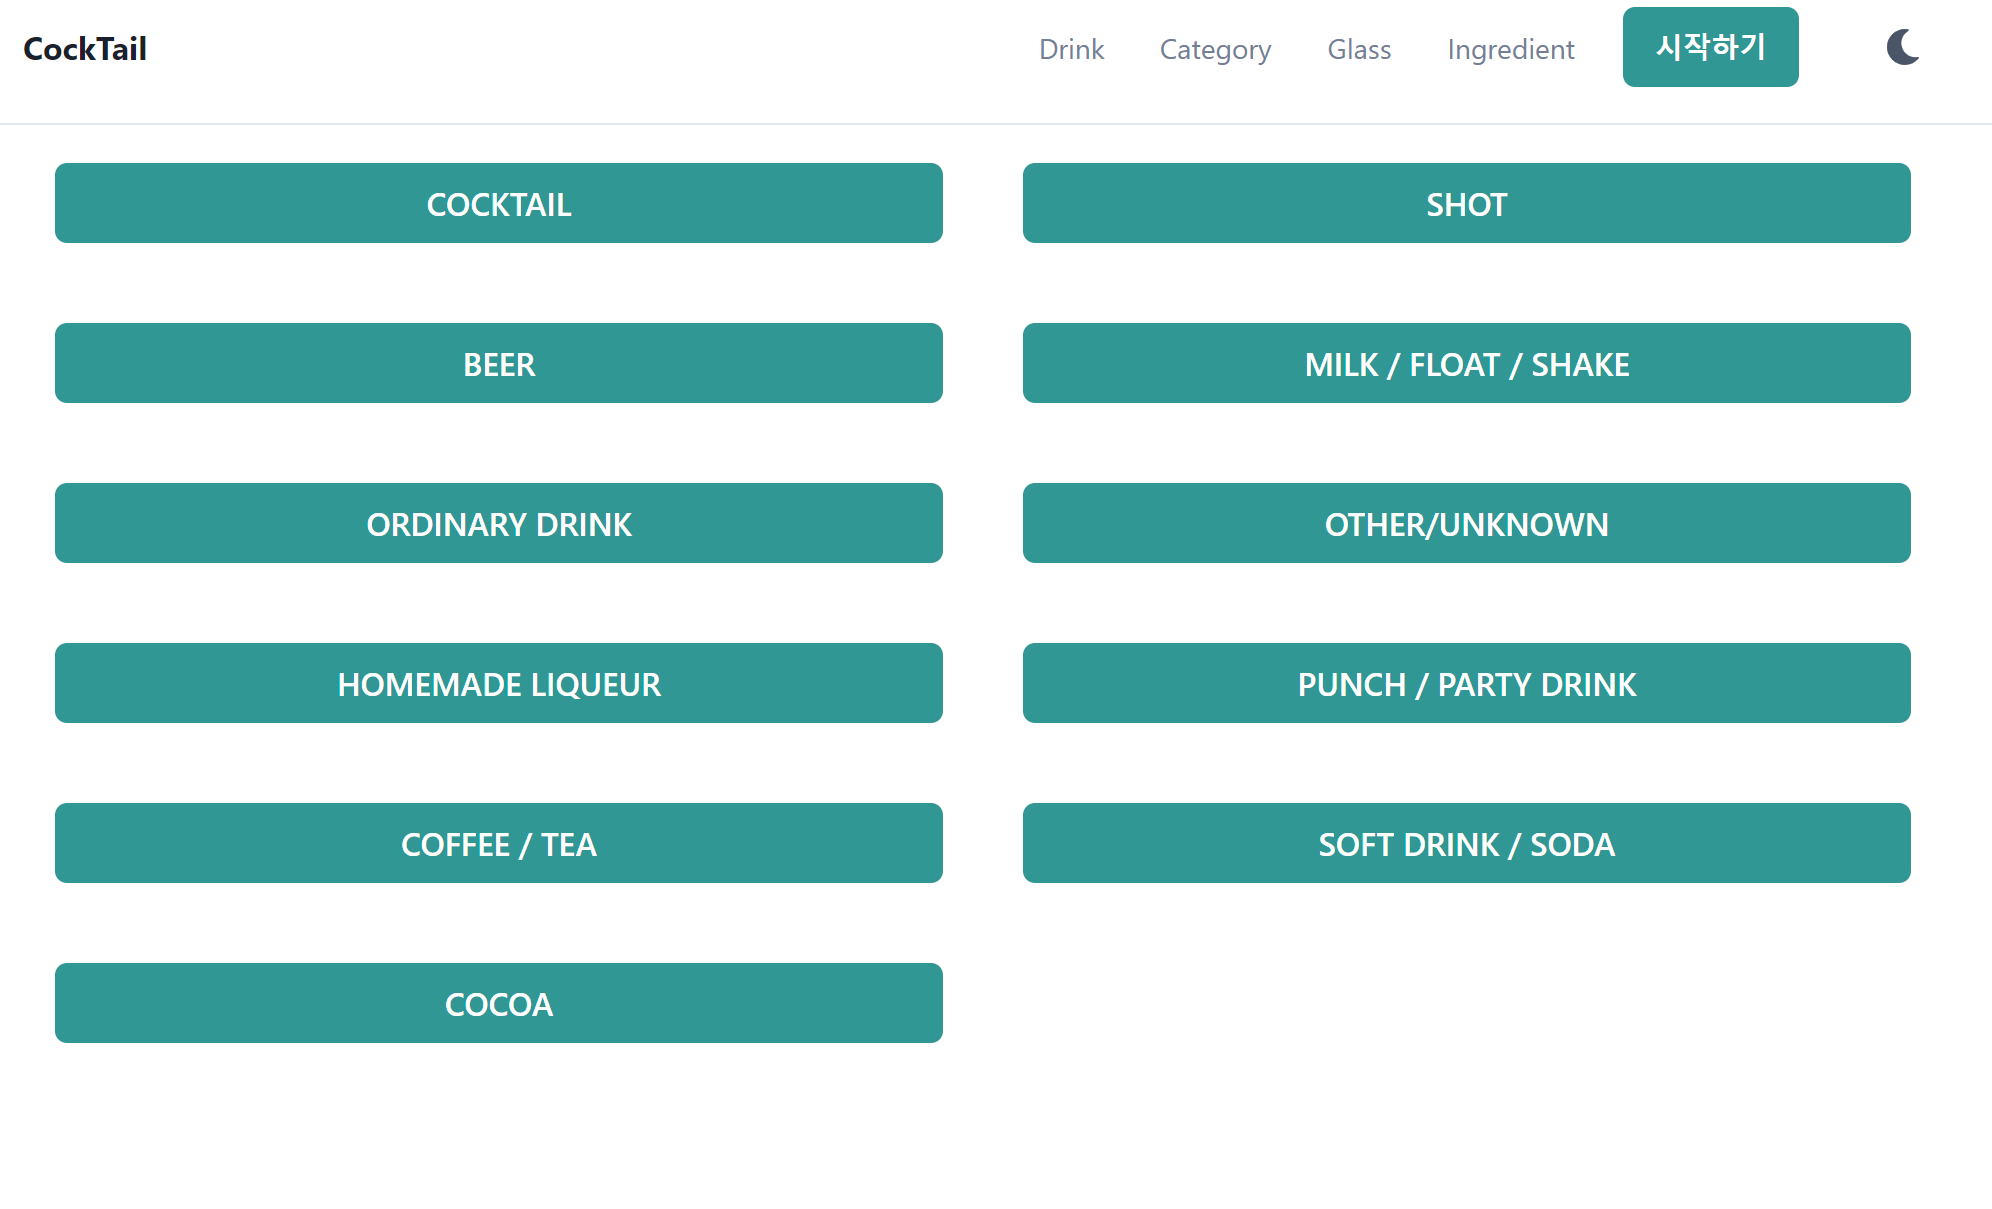 CockTail Drink Category Glass Ingredient 시작하기
COCKTAIL SHOT
BEER MILK / FLOAT / SHAKE
ORDINARY DRINK OTHER/UNKNOWN
HOMEMADE LIQUEUR PUNCH / PARTY DRINK
COFFEE / TEA SOFT DRINK / SODA
COCOA